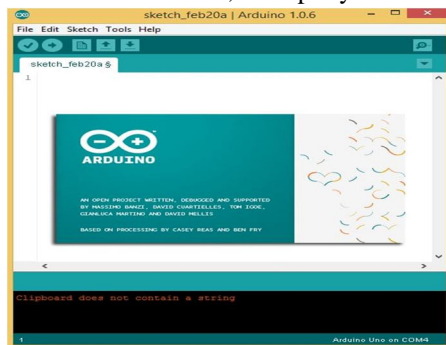 sketch_feb20a | Arduino 1.0.6
File Edit Sketch Tools Help
sketch_feb20a §
1
ARDUINO
AN OPEN PROJECT WRITTEN, DEBUGGED AND SUPPORTED
BY MASSIMO BANZI, DAVID CUARTIELLES, TOM IGOE,
GIANLUCA MARTINO AND DAVID MELLIS
BASED ON PROCESSING BY CASEY REAS AND BEN FRY
Clipboard does not contain a string
1 Arduino Uno on COM4